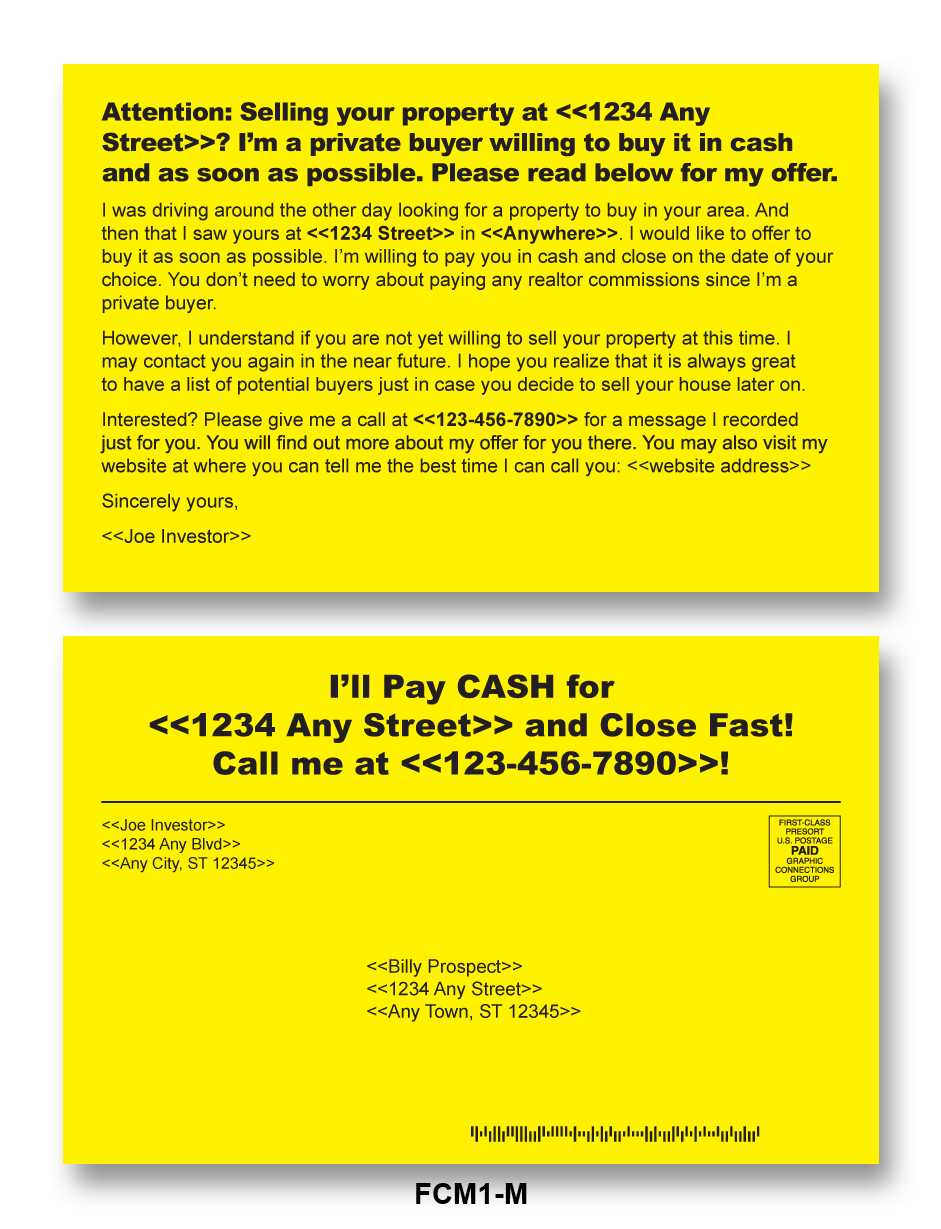 Attention: Selling your property at <<1234 Any
Street>>? I’m a private buyer willing to buy it in cash
and as soon as possible. Please read below for my offer.
I was driving around the other day looking for a property to buy in your area. And
then that I saw yours at <<1234 Street>> in <<Anywhere>>. I would like to offer to
buy it as soon as possible. I’m willing to pay you in cash and close on the date of your
choice. You don’t need to worry about paying any realtor commissions since I’m a
private buyer.
However, I understand if you are not yet willing to sell your property at this time. I
may contact you again in the near future. I hope you realize that it is always great
to have a list of potential buyers just in case you decide to sell your house later on.
Interested? Please give me a call at <<123-456-7890>> for a message I recorded
just for you. You will find out more about my offer for you there. You may also visit my
website at where you can tell me the best time I can call you: <<website address>>
Sincerely yours,
<<Joe Investor>>
I’ll Pay CASH for
<<1234 Any Street>> and Close Fast!
Call me at <<123-456-7890>>!
<<Joe Investor>>
<<1234 Any Blvd>>
<<Any City, ST 12345>>
FIRST-CLASS
PRESORT
U.S. POSTAGE
PAID
GRAPHIC
CONNECTIONS
GROUP
<<Billy Prospect>>
<<1234 Any Street>>
<<Any Town, ST 12345>>
FCM1-M